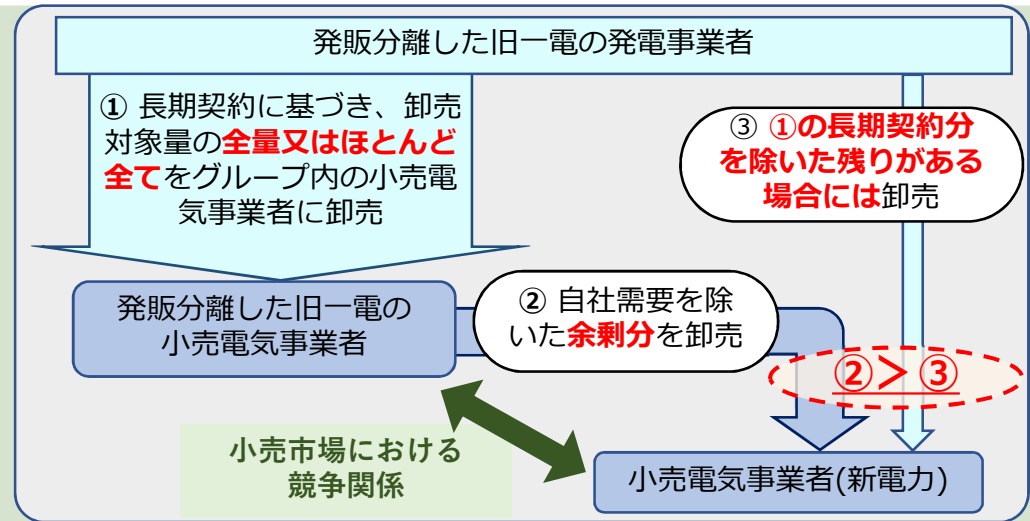 発販分離した旧一電の発電事業者
① 長期契約に基づき、卸売
対象量の全量又はほとんど
全てをグループ内の小売電
気事業者に卸売
③ ①の長期契約分
を除いた残りがある
場合には卸売
発販分離した旧一電の
小売電気事業者
② 自社需要を除
いた余剰分を卸売
②＞ ③
小売市場における
競争関係
小売電気事業者(新電力)